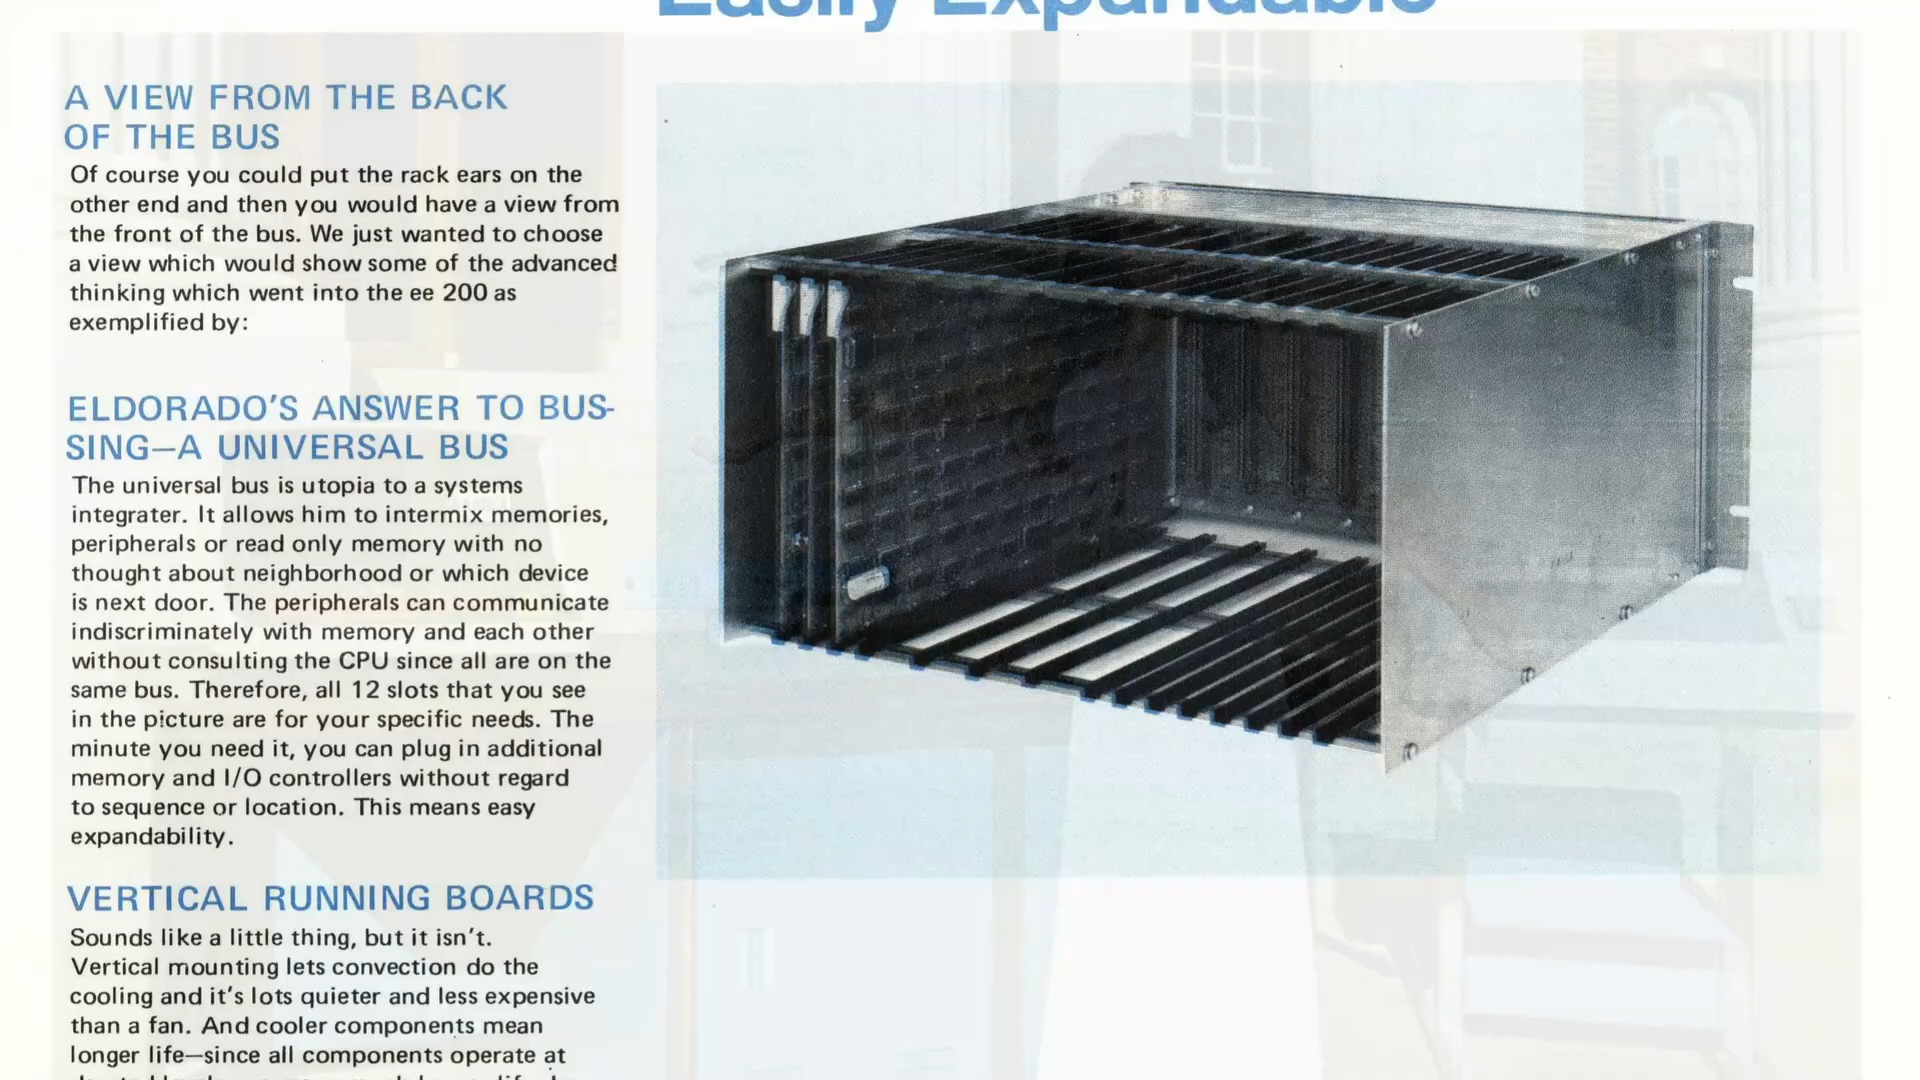 Easily Expandable
A VIEW FROM THE BACK
OF THE BUS
Of course you could put the rack ears on the
other end and then you would have a view from
the front of the bus. We just wanted to choose
a view which would show some of the advanced
thinking which went into the ee 200 as
exemplified by:
ELDORADO'S ANSWER TO BUS-
SING—A UNIVERSAL BUS
The universal bus is utopia to a systems
integrater. It allows him to intermix memories,
peripherals or read only memory with no
thought about neighborhood or which device
is next door. The peripherals can communicate
indiscriminately with memory and each other
without consulting the CPU since all are on the
same bus. Therefore, all 12 slots that you see
in the picture are for your specific needs. The
minute you need it, you can plug in additional
memory and I/O controllers without regard
to sequence or location. This means easy
expandability.
VERTICAL RUNNING BOARDS
Sounds like a little thing, but it isn't.
Vertical mounting lets convection do the
cooling and it's lots quieter and less expensive
than a fan. And cooler components mean
longer life—since all components operate at